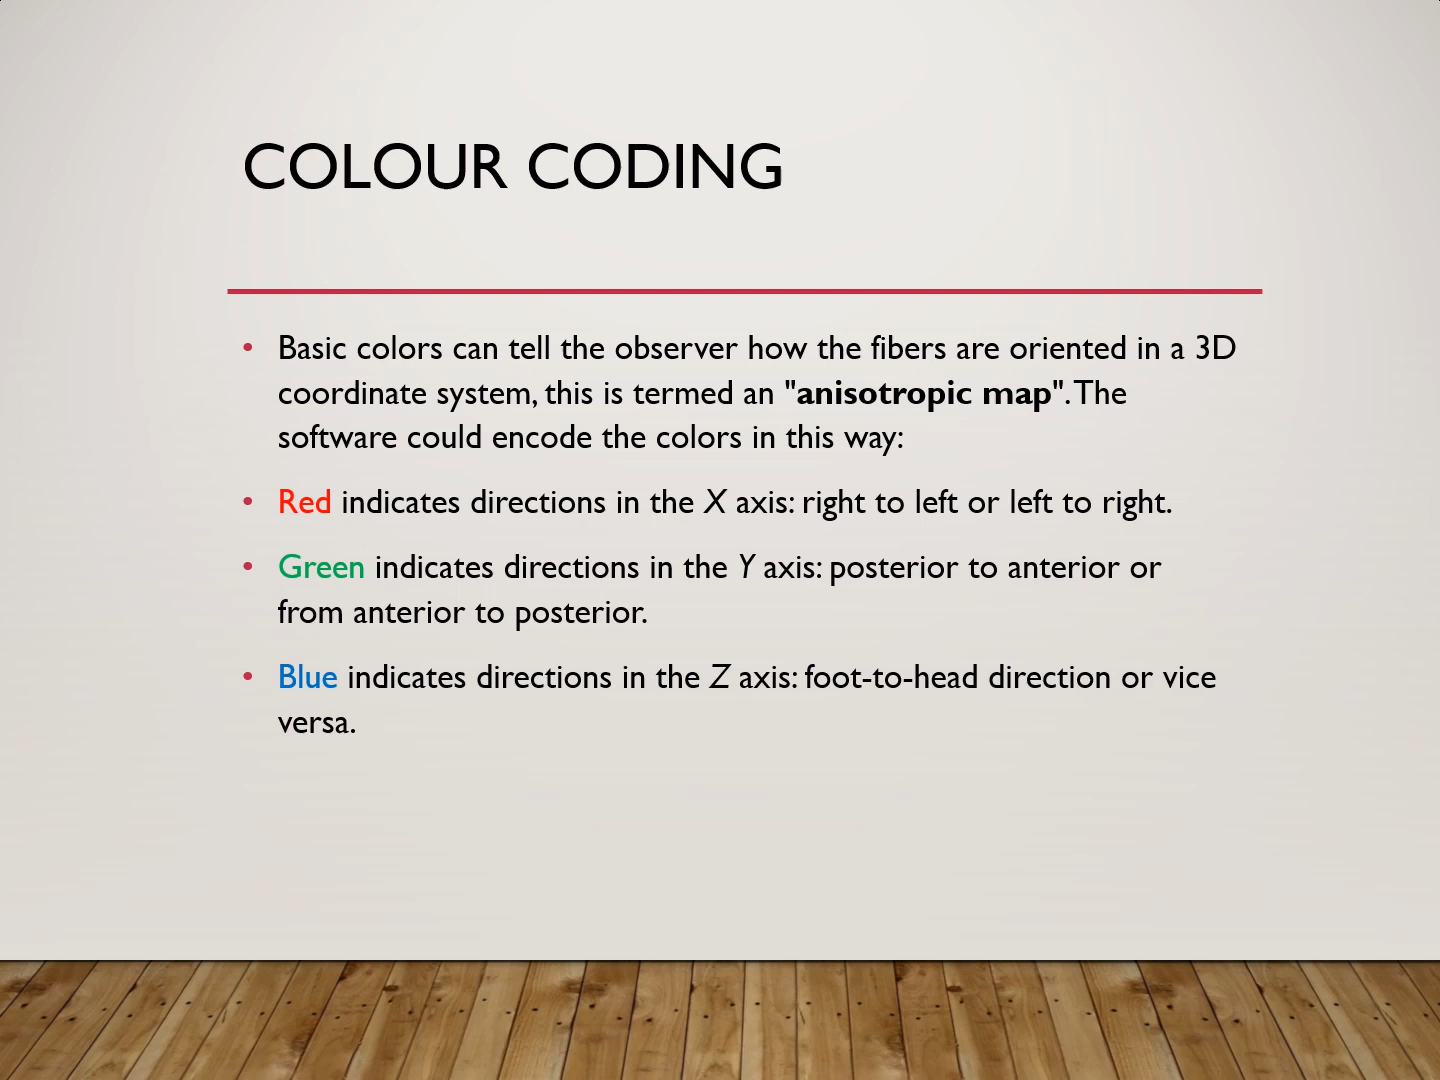 COLOUR CODING
• Basic colors can tell the observer how the fibers are oriented in a 3D
coordinate system, this is termed an "anisotropic map". The
software could encode the colors in this way:
• Red indicates directions in the X axis: right to left or left to right.
• Green indicates directions in the Y axis: posterior to anterior or
from anterior to posterior.
• Blue indicates directions in the Z axis: foot-to-head direction or vice
versa.